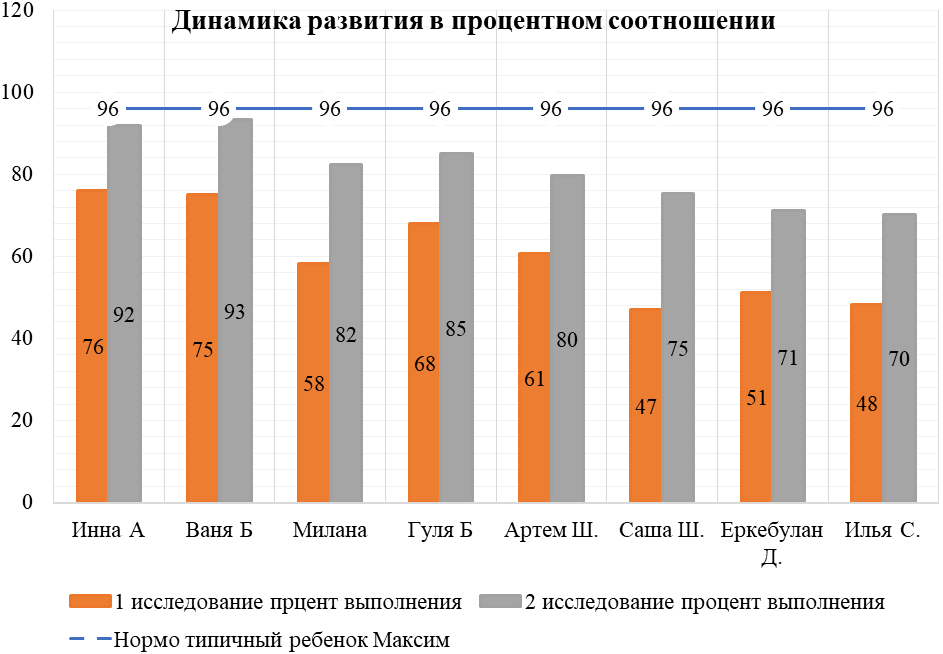 Динамика развития в процентном соотношении
120
100
80
60
40
20
0
96 96 96 96 96 96 96 96
76 92 75 93 58 82 68 85 61 80 47 75 51 71 48 70
Инна А Ваня Б Милана Гуля Б Артем Ш. Саша Ш. Еркебулан Илья С.
Д.
1 исследование прцент выполнения 2 исследование процент выполнения
Нормо типичный ребенок Максим